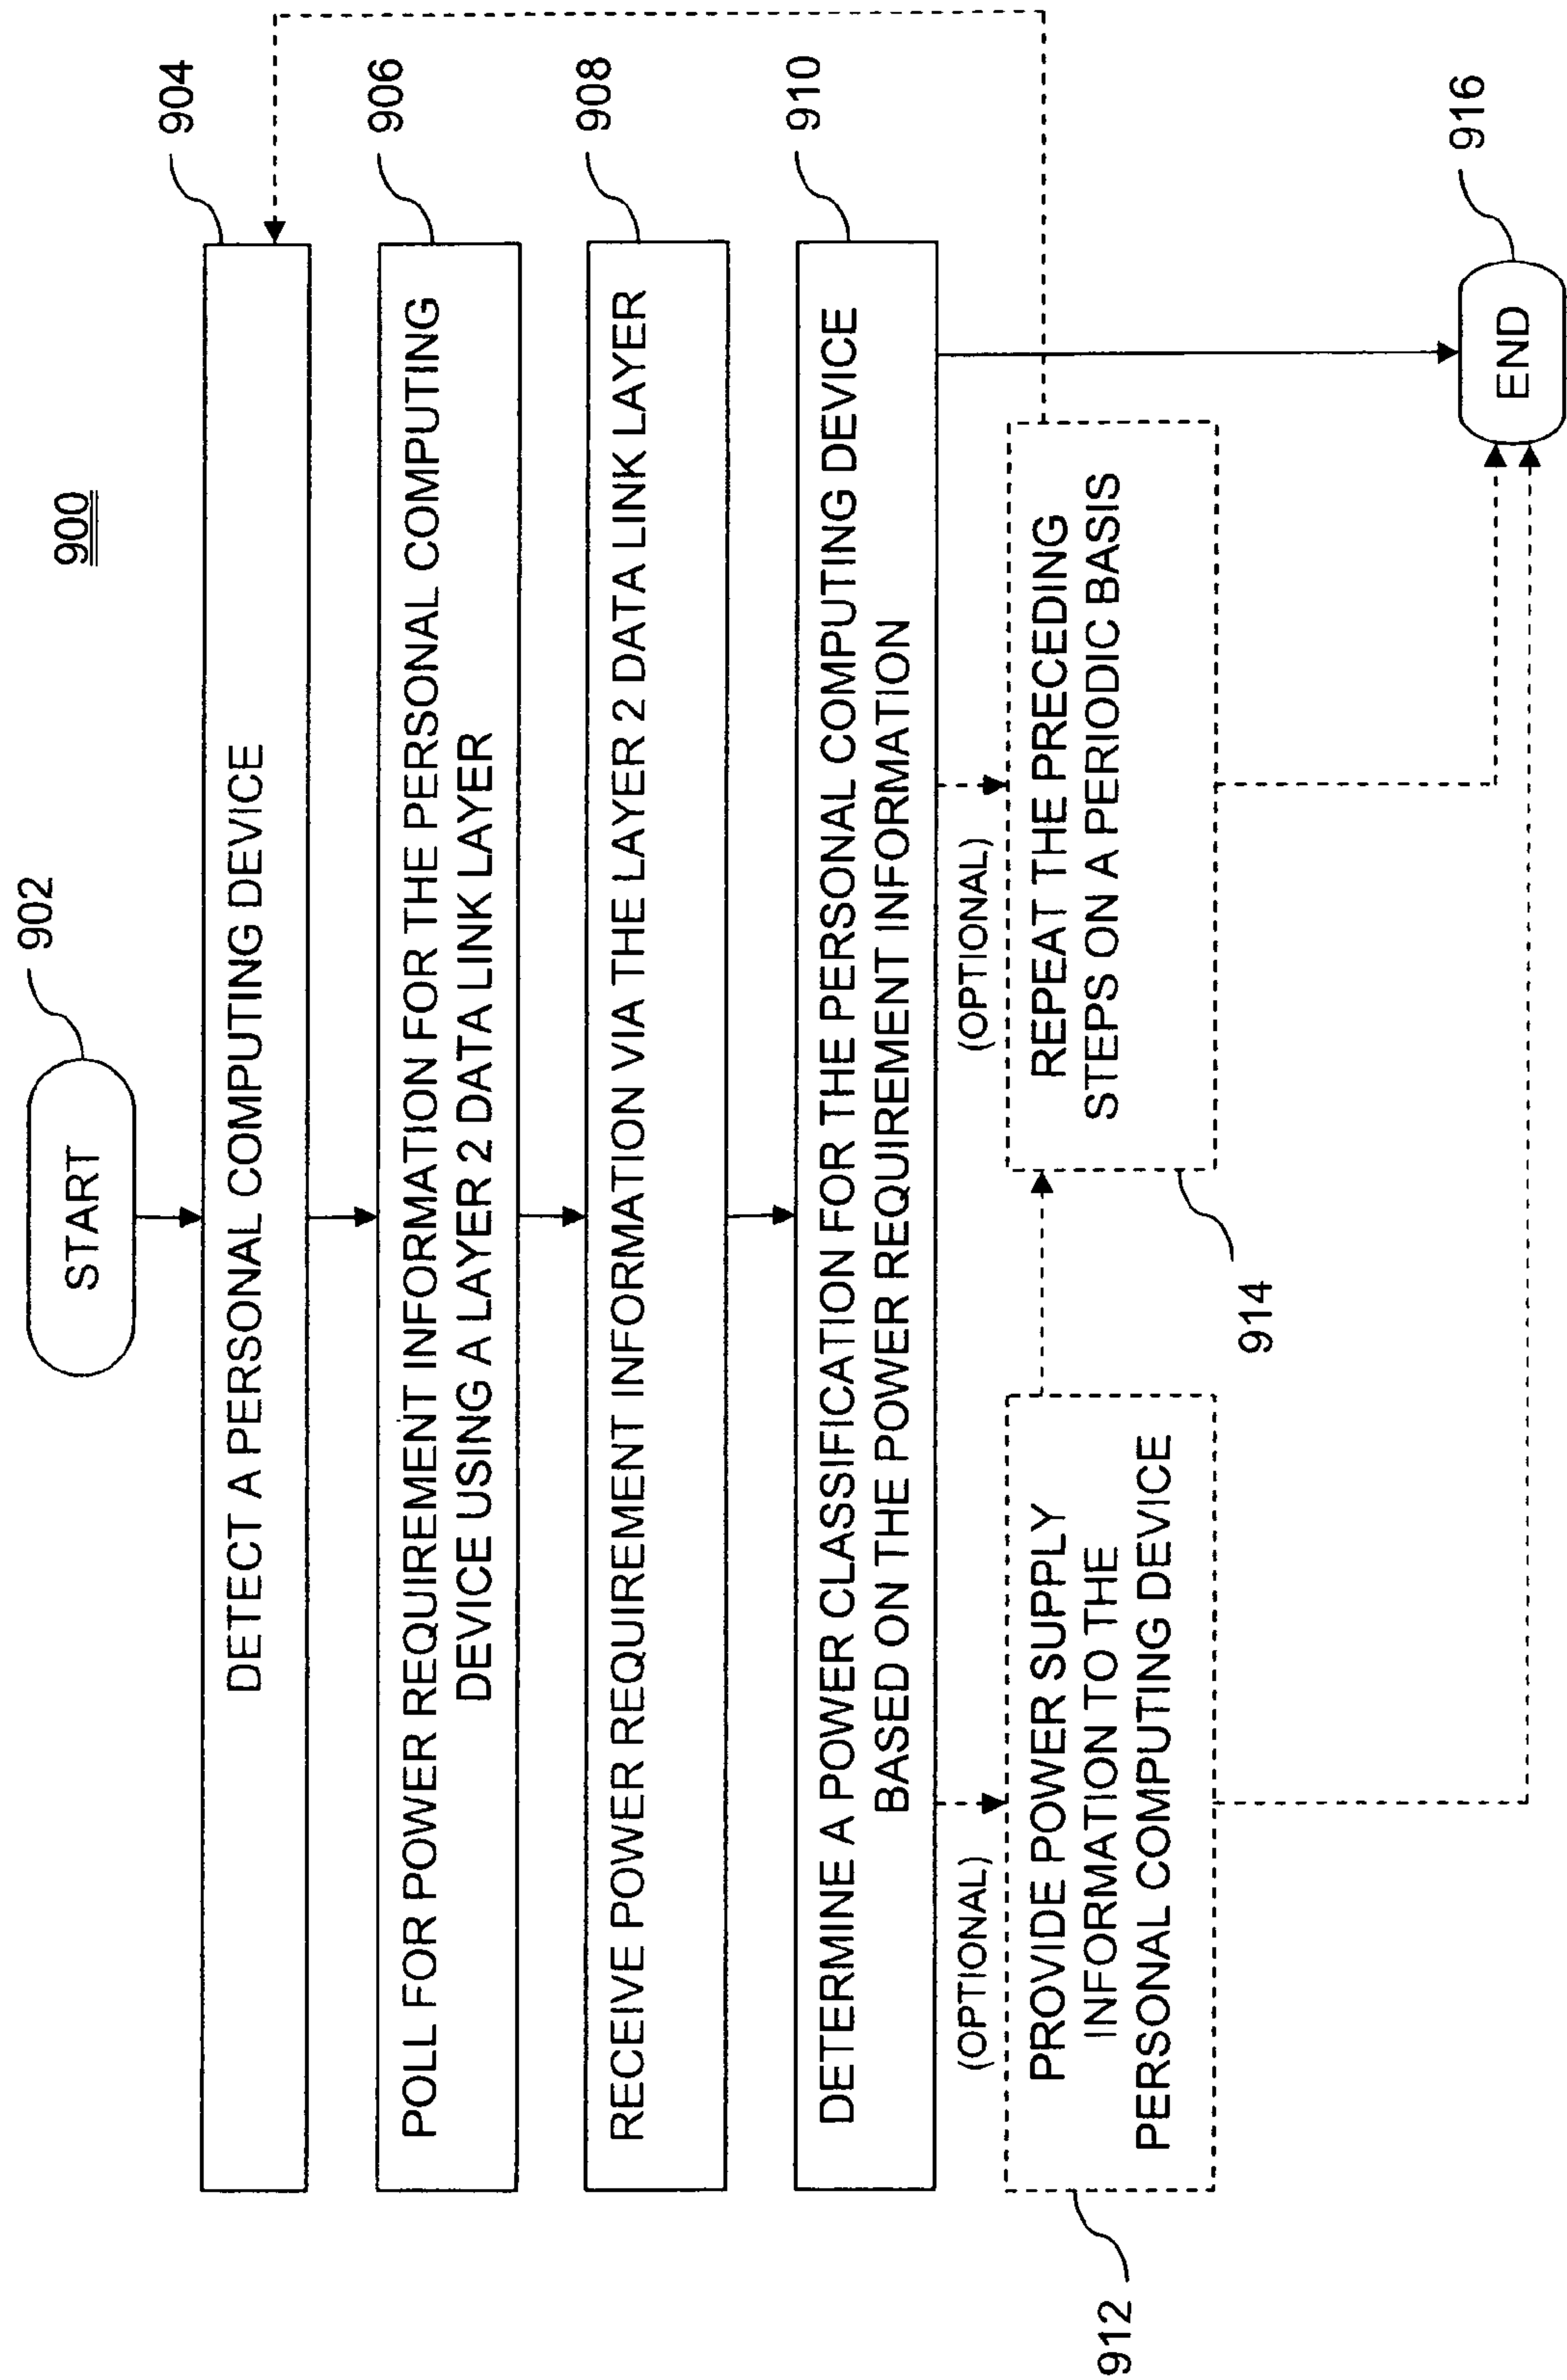 900
START
902
DETECT A PERSONAL COMPUTING DEVICE
904
POLL FOR POWER REQUIREMENT INFORMATION FOR THE PERSONAL COMPUTING
DEVICE USING A LAYER 2 DATA LINK LAYER
906
RECEIVE POWER REQUIREMENT INFORMATION VIA THE LAYER 2 DATA LINK LAYER
908
DETERMINE A POWER CLASSIFICATION FOR THE PERSONAL COMPUTING DEVICE
BASED ON THE POWER REQUIREMENT INFORMATION
910
(OPTIONAL)
(OPTIONAL)
PROVIDE POWER SUPPLY
INFORMATION TO THE
PERSONAL COMPUTING DEVICE
912
REPEAT THE PRECEDING
STEPS ON A PERIODIC BASIS
914
END
916